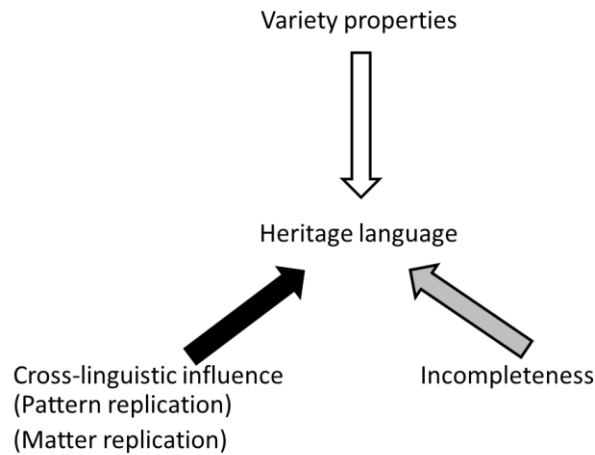 Variety properties
Heritage language
Cross-linguistic influence
(Pattern replication)
(Matter replication)
Incompleteness